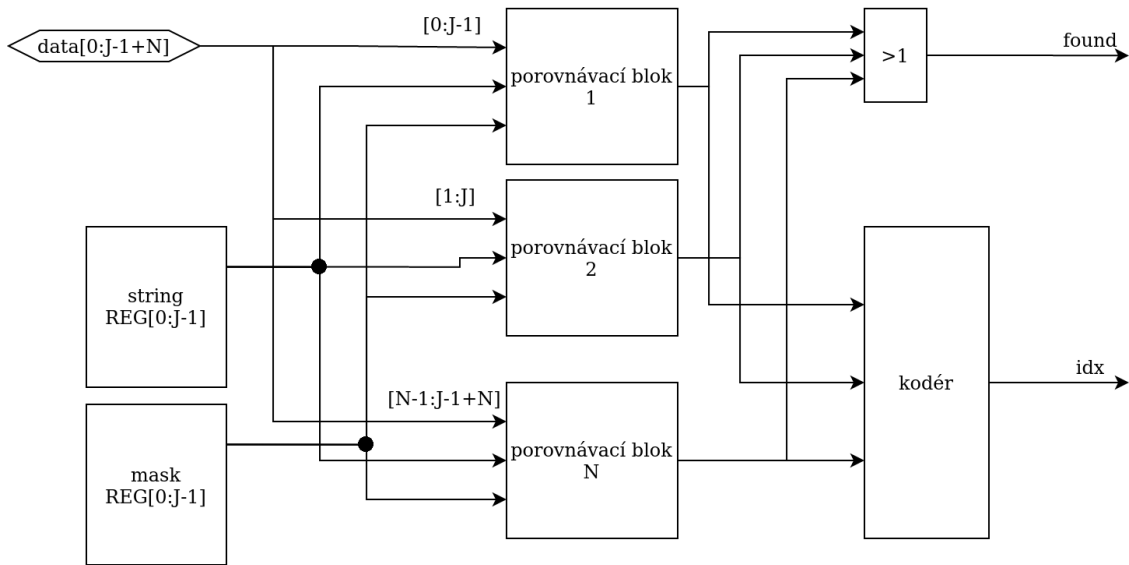 [0:J-1]
data[0:J-1+N]
porovnávací blok
1
>1
found
[1:J]
porovnávací blok
2
string
REG[0:J-1]
kodér
idx
[N-1:J-1+N]
porovnávací blok
N
mask
REG[0:J-1]